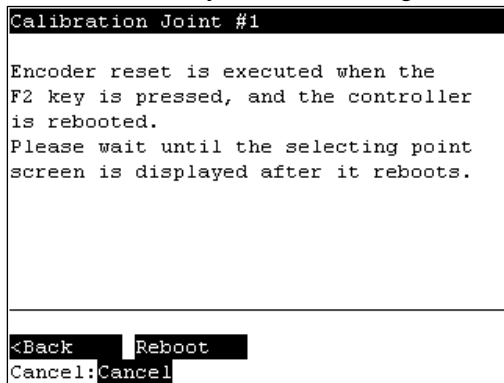 Calibration Joint #1
Encoder reset is executed when the
F2 key is pressed, and the controller
is rebooted.
Please wait until the selecting point
screen is displayed after it reboots.
<Back Reboot
Cancel:Cancel